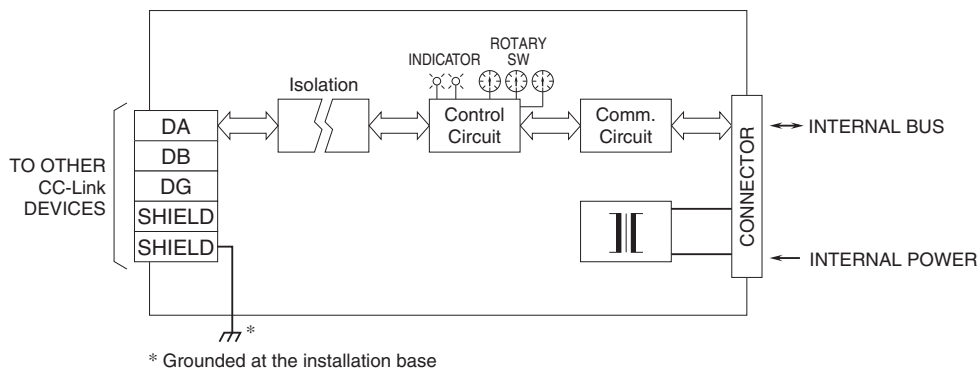 ROTARY
SW
INDICATOR
Isolation
Control
Circuit
Comm.
Circuit
CONNECTOR
INTERNAL BUS
INTERNAL POWER
TO OTHER
CC-Link
DEVICES
DA
DB
DG
SHIELD
SHIELD
*
* Grounded at the installation base